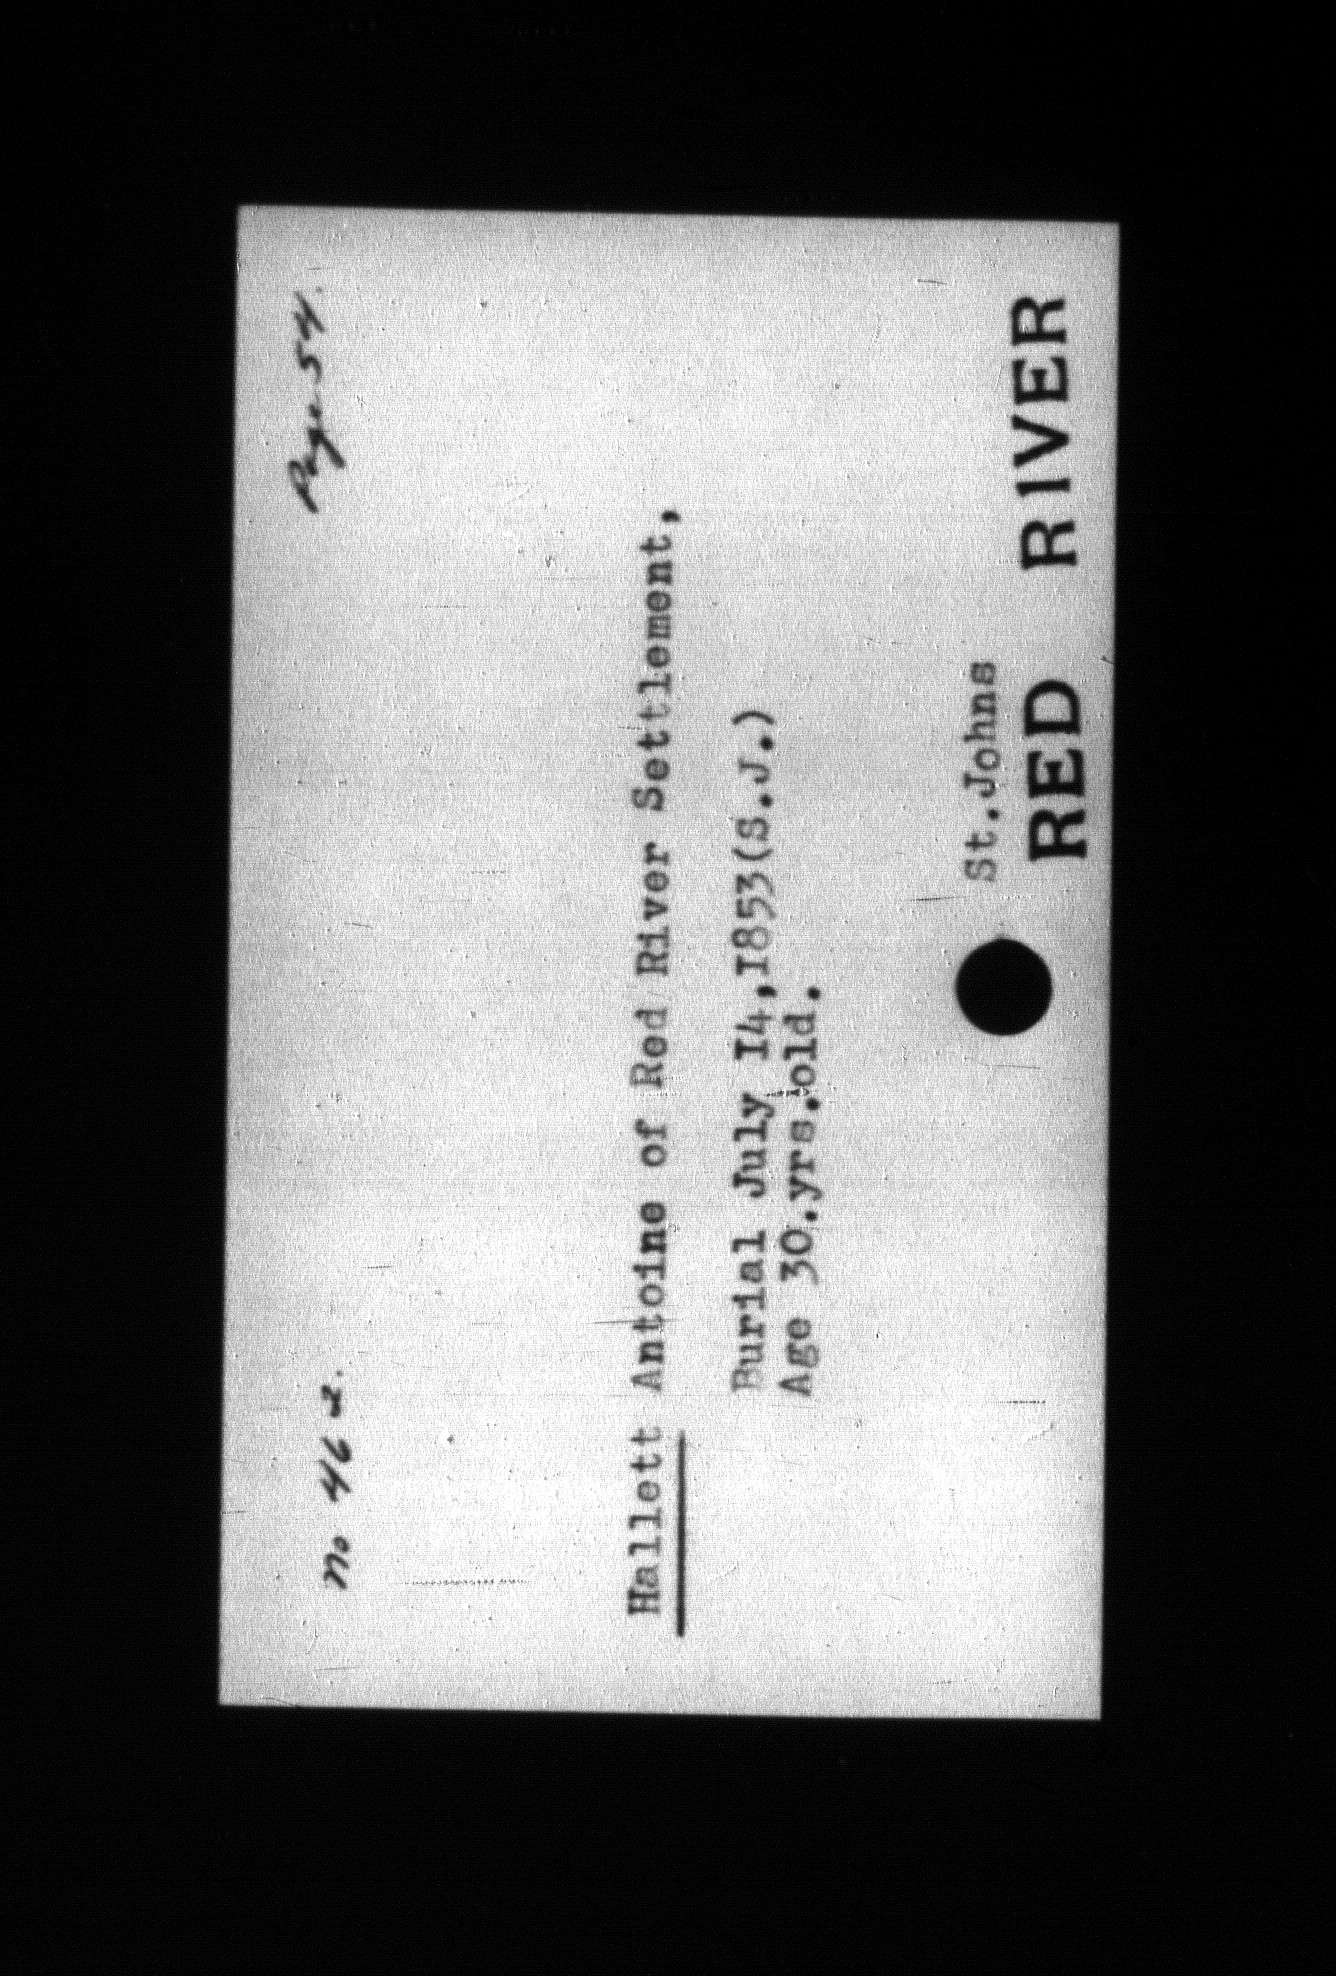 No 462.
Page 54.
Hallett Antoine of Red River Settlement,
Burial July I4,I853(S.J.)
Age 30.yrs.old.
St.Johns
RED RIVER